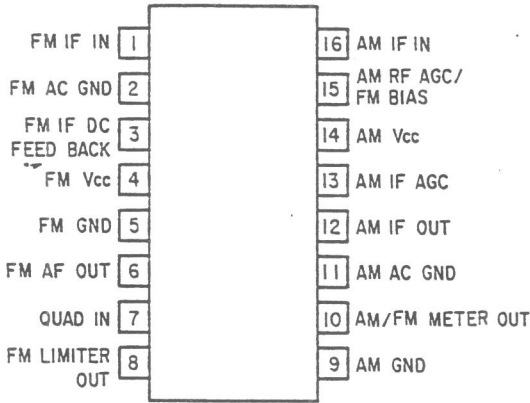 FM IF IN 1
FM AC GND 2
FM IF DC
FEED BACK 3
FM Vcc 4
FM GND 5
FM AF OUT 6
QUAD IN 7
FM LIMITER
OUT 8
16 AM IF IN
15 AM RF AGC/
FM BIAS
14 AM Vcc
13 AM IF AGC
12 AM IF OUT
11 AM AC GND
10 AM/FM METER OUT
9 AM GND